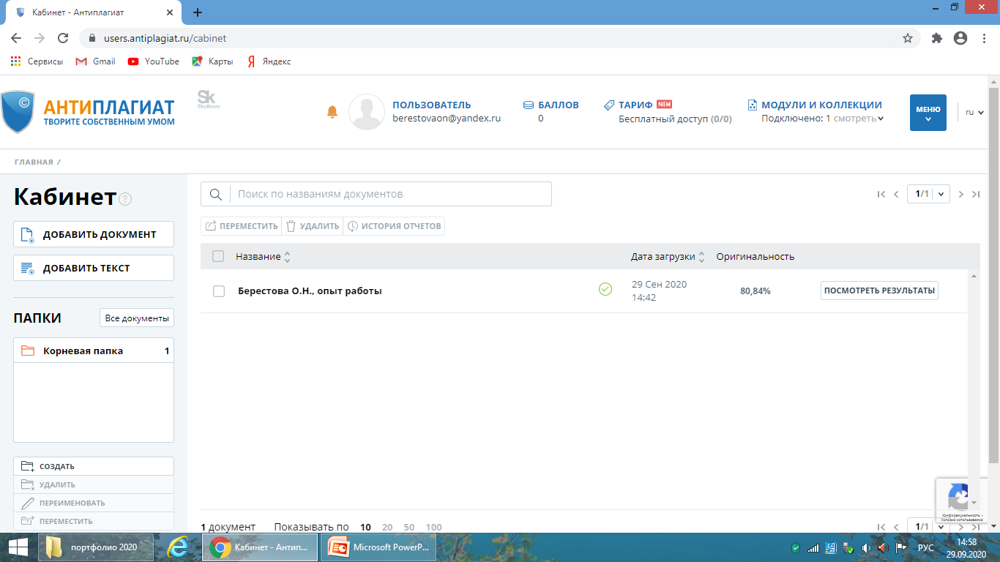 Кабинет - Антиплагиат
users.antiplagiat.ru/cabinet
Сервисы Gmail YouTube Карты Яндекс
АНТИПЛАГИАТ
ТВОРИТЕ СОБСТВЕННЫМ УМОМ
Sk
Skolkovo
ПОЛЬЗОВАТЕЛЬ
berestovaon@yandex.ru
БАЛЛОВ
0
ТАРИФ NEW
Бесплатный доступ (0/0)
МОДУЛИ И КОЛЛЕКЦИИ
Подключено: 1 смотреть
МЕНЮ
ru
ГЛАВНАЯ /
Кабинет ?
ДОБАВИТЬ ДОКУМЕНТ
ДОБАВИТЬ ТЕКСТ
ПАПКИ Все документы
Корневая папка 1
СОЗДАТЬ
УДАЛИТЬ
ПЕРЕИМЕНОВАТЬ
ПЕРЕМЕСТИТЬ
Поиск по названиям документов
1/1
ПЕРЕМЕСТИТЬ УДАЛИТЬ ИСТОРИЯ ОТЧЕТОВ
Название Дата загрузки Оригинальность
Берестова О.Н., опыт работы
29 Сен 2020
14:42
80,84%
ПОСМОТРЕТЬ РЕЗУЛЬТАТЫ
Конфиденциальность -
Условия использования
1 документ Показывать по 10 20 50 100
1/1
портфолио 2020
Кабинет - Антип...
Microsoft PowerP...
РУС
14:58
29.09.2020